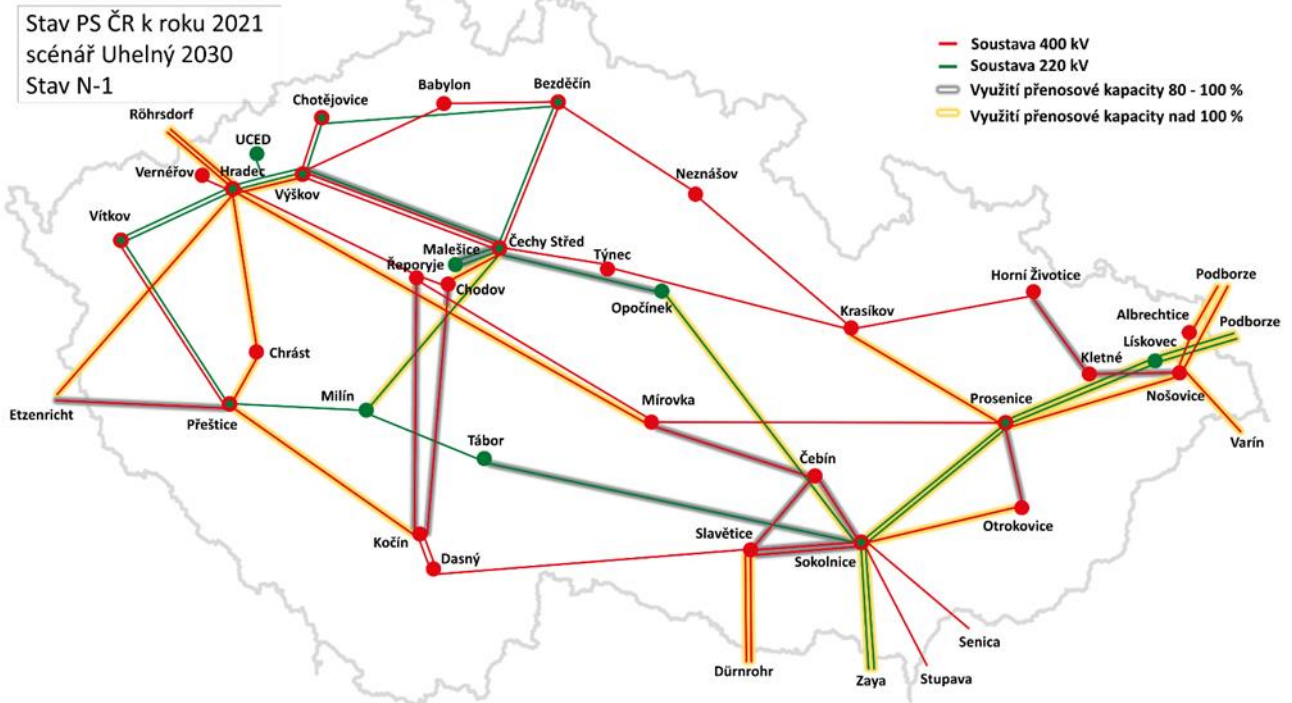 Stav PS ČR k roku 2021
scénář Uhelný 2030
Stav N-1
Soustava 400 kV
Soustava 220 kV
Využití přenosové kapacity 80 - 100 %
Využití přenosové kapacity nad 100 %
Babylon
Bezděčín
Chotějovice
Röhrsdorf
UCED
Vernéřov
Hradec
Výškov
Neznášov
Vítkov
Malešice
Čechy Střed
Týnec
Řeporyje
Chodov
Opočínek
Krasíkov
Horní Životice
Podborze
Albrechtice
Podborze
Lískovec
Kletné
Nošovice
Chrást
Etzenricht
Přeštice
Milín
Mírovka
Prosenice
Varín
Tábor
Čebín
Otrokovice
Kočín
Dasný
Slavětice
Sokolnice
Senica
Dürnrohr
Zaya
Stupava